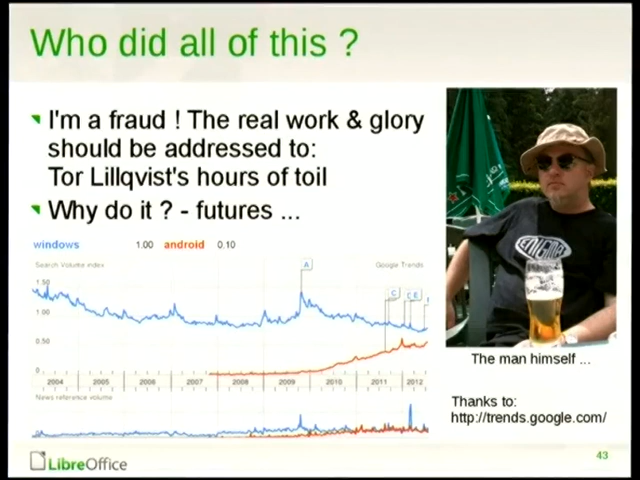 Who did all of this ?
I'm a fraud ! The real work & glory
should be addressed to:
Tor Lillqvist's hours of toil
Why do it ? - futures ...
windows 1.00 android 0.10
Search Volume index Google Trends
1.50
1.00
0.50
0
A
C
D E
2004 2005 2006 2007 2008 2009 2010 2011 2012
News reference volume
0
ENIGMA
The man himself ...
Thanks to:
http://trends.google.com/
LibreOffice
43